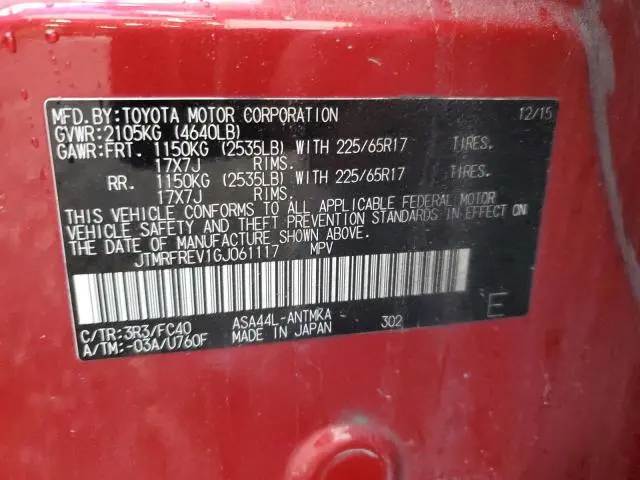 MFD.BY:TOYOTA MOTOR CORPORATION 12/15
GVWR:2105KG (4640LB)
GAWR:FRT. 1150KG (2535LB) WITH 225/65R17 TIRES.
17X7J RIMS.
RR. 1150KG (2535LB) WITH 225/65R17 TIRES.
17X7J RIMS.
THIS VEHICLE CONFORMS TO ALL APPLICABLE FEDERAL MOTOR
VEHICLE SAFETY AND THEFT PREVENTION STANDARDS IN EFFECT ON
THE DATE OF MANUFACTURE SHOWN ABOVE.
JTMRFREV1GJ061117 MPV
C/TR:3R3/FC40 ASA44L-ANTMKA 302 E
A/TM:-03A/U760F MADE IN JAPAN